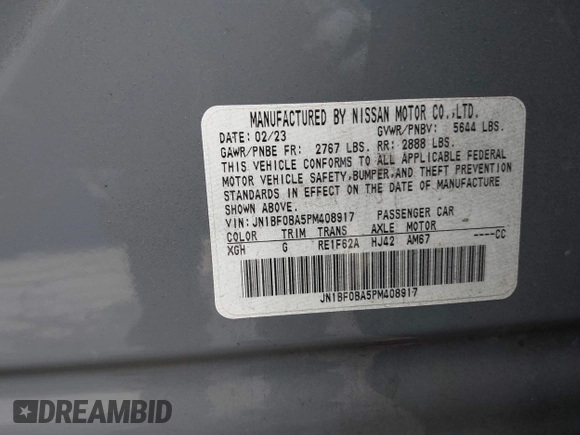 MANUFACTURED BY NISSAN MOTOR CO.,LTD.
DATE: 02/23 GVWR/PNBV: 5644 LBS.
GAWR/PNBE FR: 2767 LBS. RR: 2888 LBS.
THIS VEHICLE CONFORMS TO ALL APPLICABLE FEDERAL
MOTOR VEHICLE SAFETY,BUMPER,AND THEFT PREVENTION
STANDARDS IN EFFECT ON THE DATE OF MANUFACTURE
SHOWN ABOVE.
VIN: JN1BF0BA5PM408917 PASSENGER CAR
COLOR TRIM TRANS AXLE MOTOR
XGH G RE1F62A HJ42 AM67 ----CC
JN1BF0BA5PM408917
DREAMBID